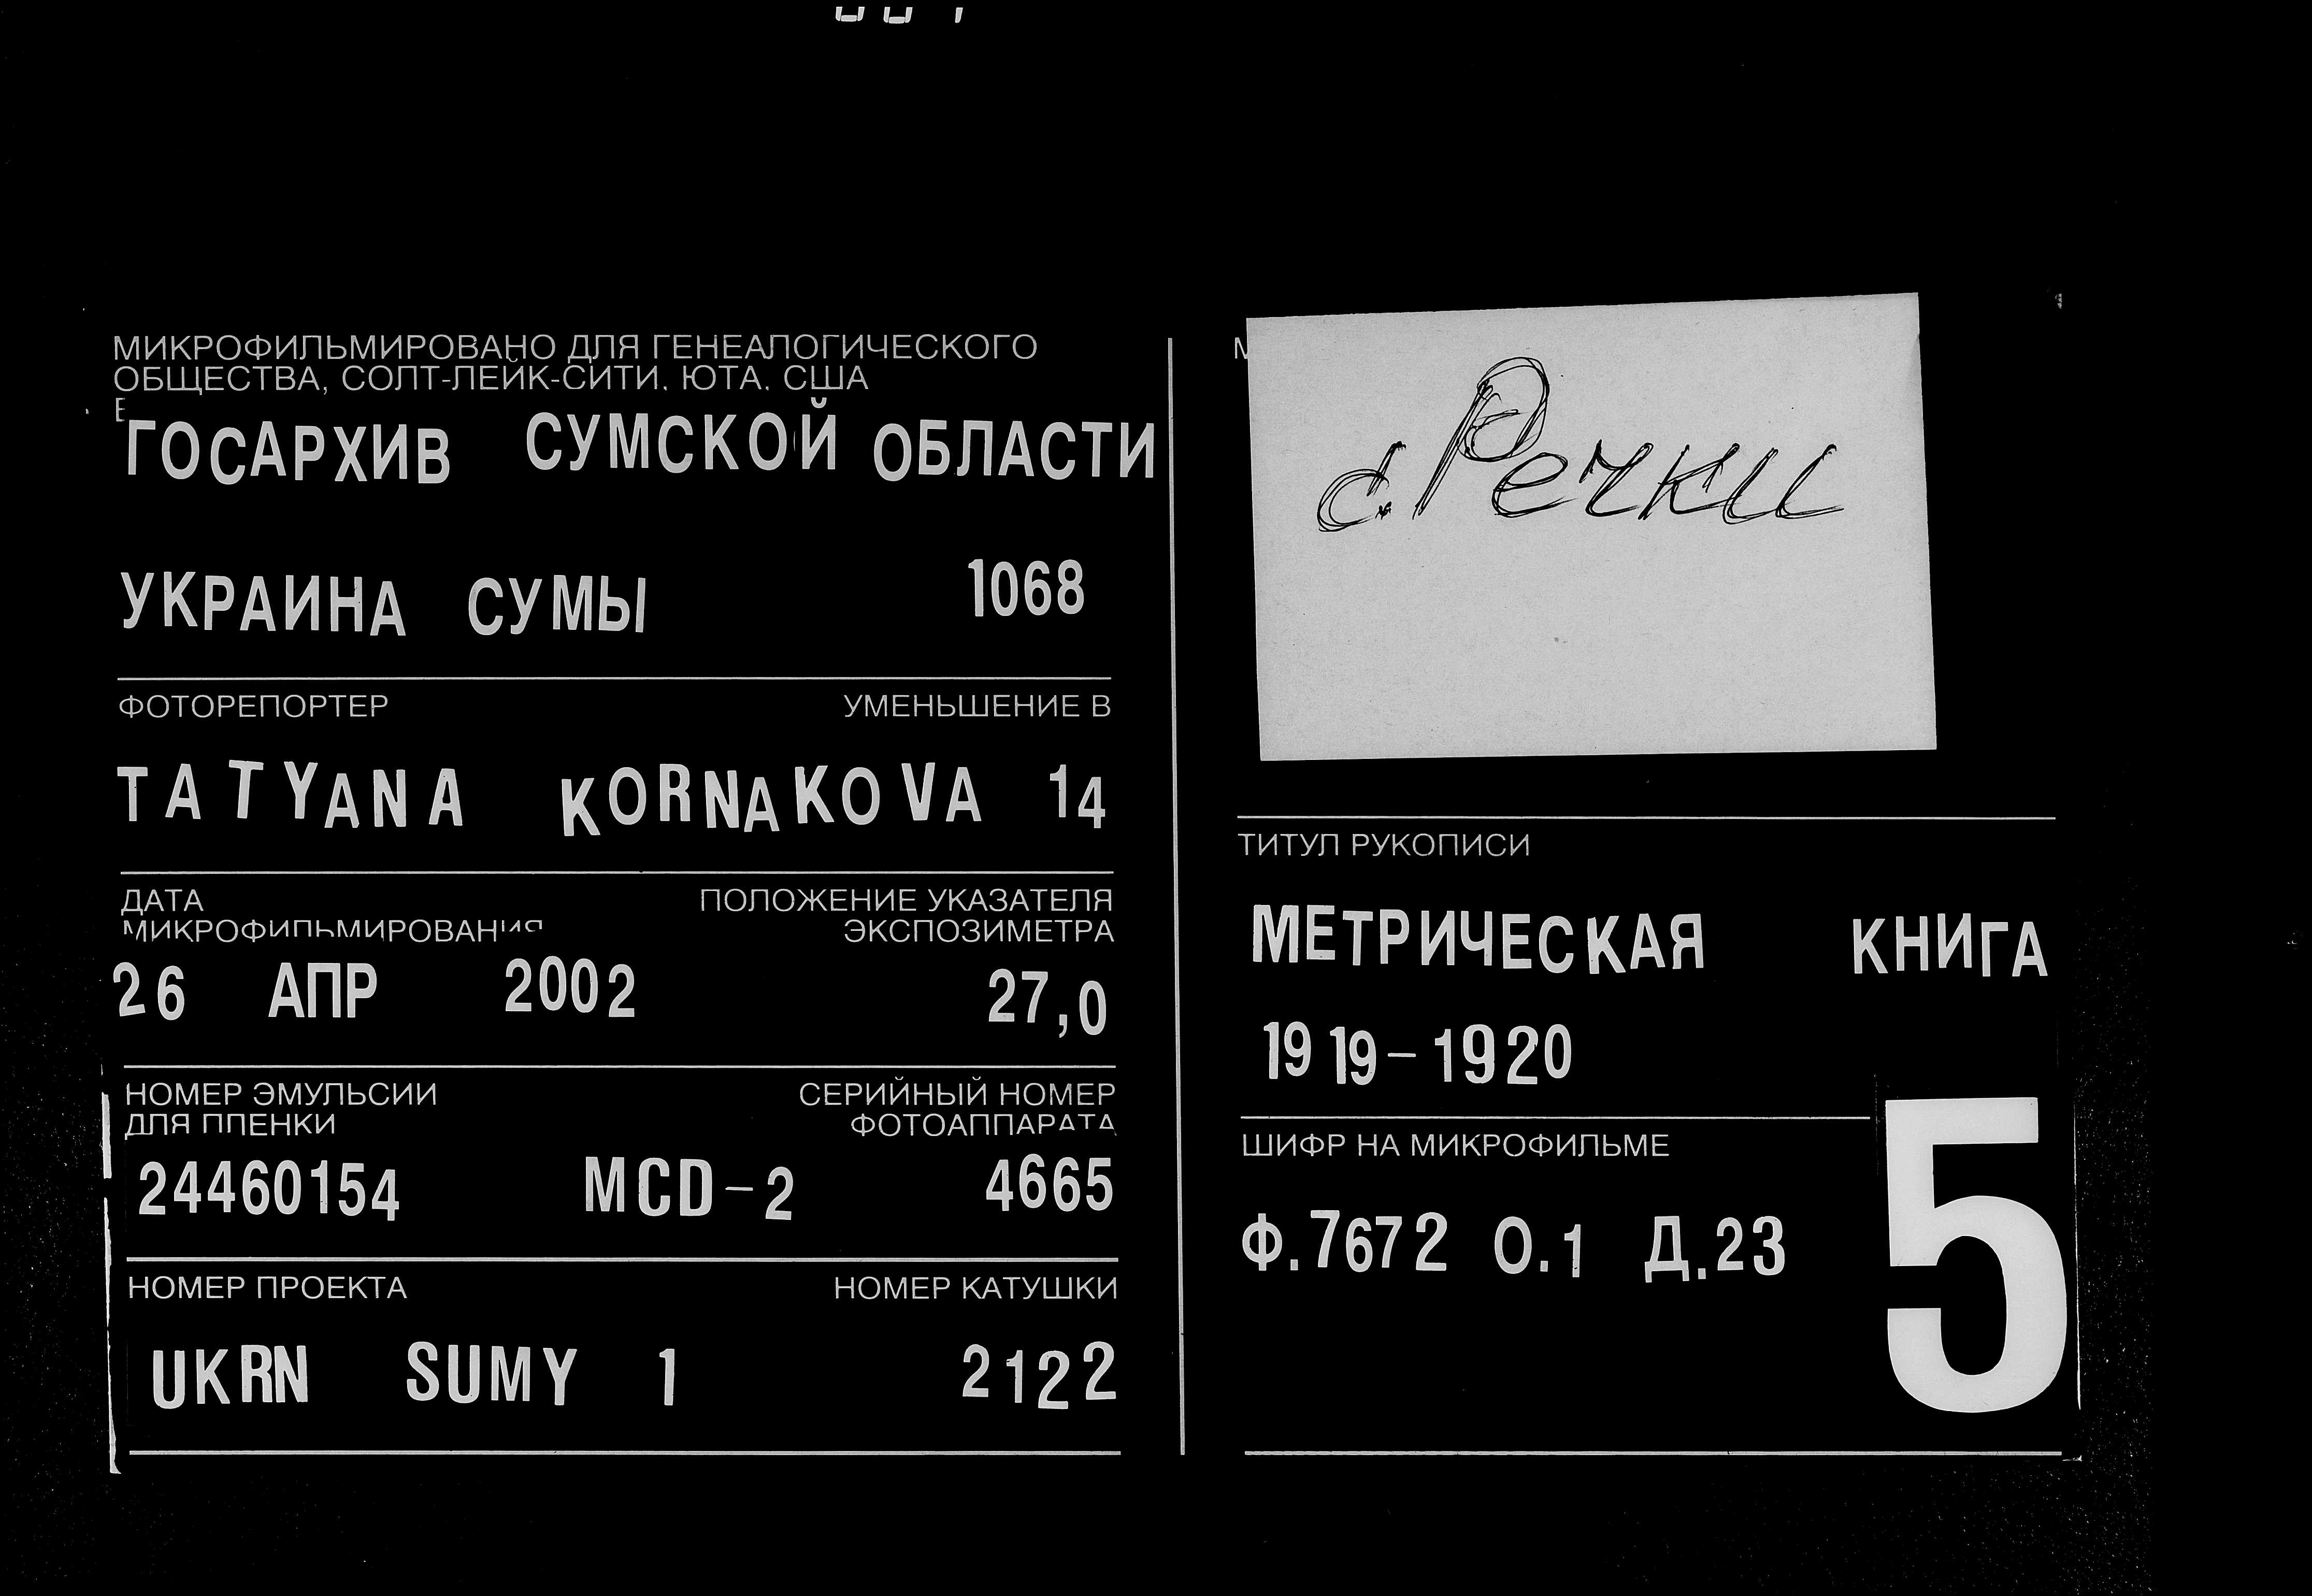 МИКРОФИЛЬМИРОВАНО ДЛЯ ГЕНЕАЛОГИЧЕСКОГО
ОБЩЕСТВА, СОЛТ-ЛЕЙК-СИТИ, ЮТА, США
В
ГОСАРХИВ СУМСКОЙ ОБЛАСТИ
УКРАИНА СУМЫ 1068
ФОТОРЕПОРТЕР УМЕНЬШЕНИЕ В
TATYANA KORNAKOVA 14
ДАТА ПОЛОЖЕНИЕ УКАЗАТЕЛЯ
МИКРОФИЛЬМИРОВАНИЯ ЭКСПОЗИМЕТРА
26 АПР 2002 27,0
НОМЕР ЭМУЛЬСИИ СЕРИЙНЫЙ НОМЕР
ДЛЯ ПЛЕНКИ ФОТОАППАРАТА
24460154 MCD-2 4665
НОМЕР ПРОЕКТА НОМЕР КАТУШКИ
UKRN SUMY 1 2122
с. Речки
ТИТУЛ РУКОПИСИ
МЕТРИЧЕСКАЯ КНИГА
1919-1920
ШИФР НА МИКРОФИЛЬМЕ
Ф.7672 О.1 Д.23
5